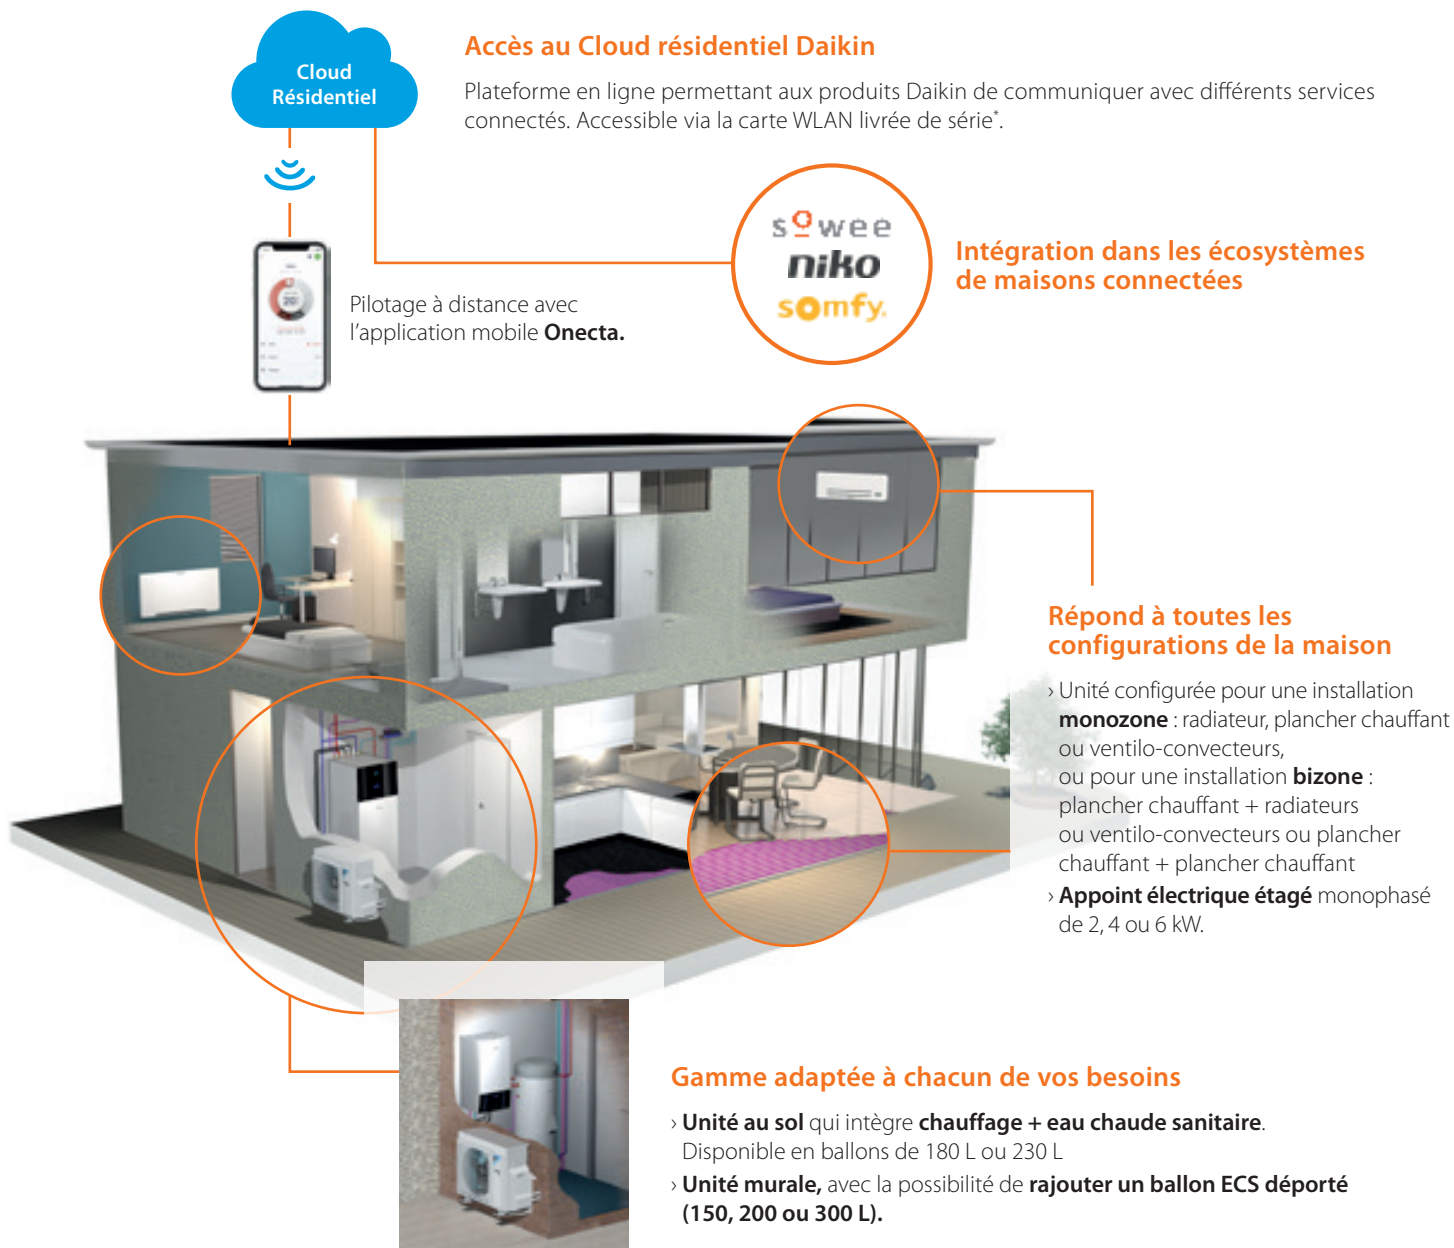 Cloud
Résidentiel
Accès au Cloud résidentiel Daikin
Plateforme en ligne permettant aux produits Daikin de communiquer avec différents services
connectés. Accessible via la carte WLAN livrée de série*.
sowee
niko
somfy.
Intégration dans les écosystèmes
de maisons connectées
20
Pilotage à distance avec
l'application mobile Onecta.
Répond à toutes les
configurations de la maison
› Unité configurée pour une installation
monozone : radiateur, plancher chauffant
ou ventilo-convecteurs,
ou pour une installation bizone :
plancher chauffant + radiateurs
ou ventilo-convecteurs ou plancher
chauffant + plancher chauffant
› Appoint électrique étagé monophasé
de 2, 4 ou 6 kW.
Gamme adaptée à chacun de vos besoins
› Unité au sol qui intègre chauffage + eau chaude sanitaire.
Disponible en ballons de 180 L ou 230 L
› Unité murale, avec la possibilité de rajouter un ballon ECS déporté
(150, 200 ou 300 L).